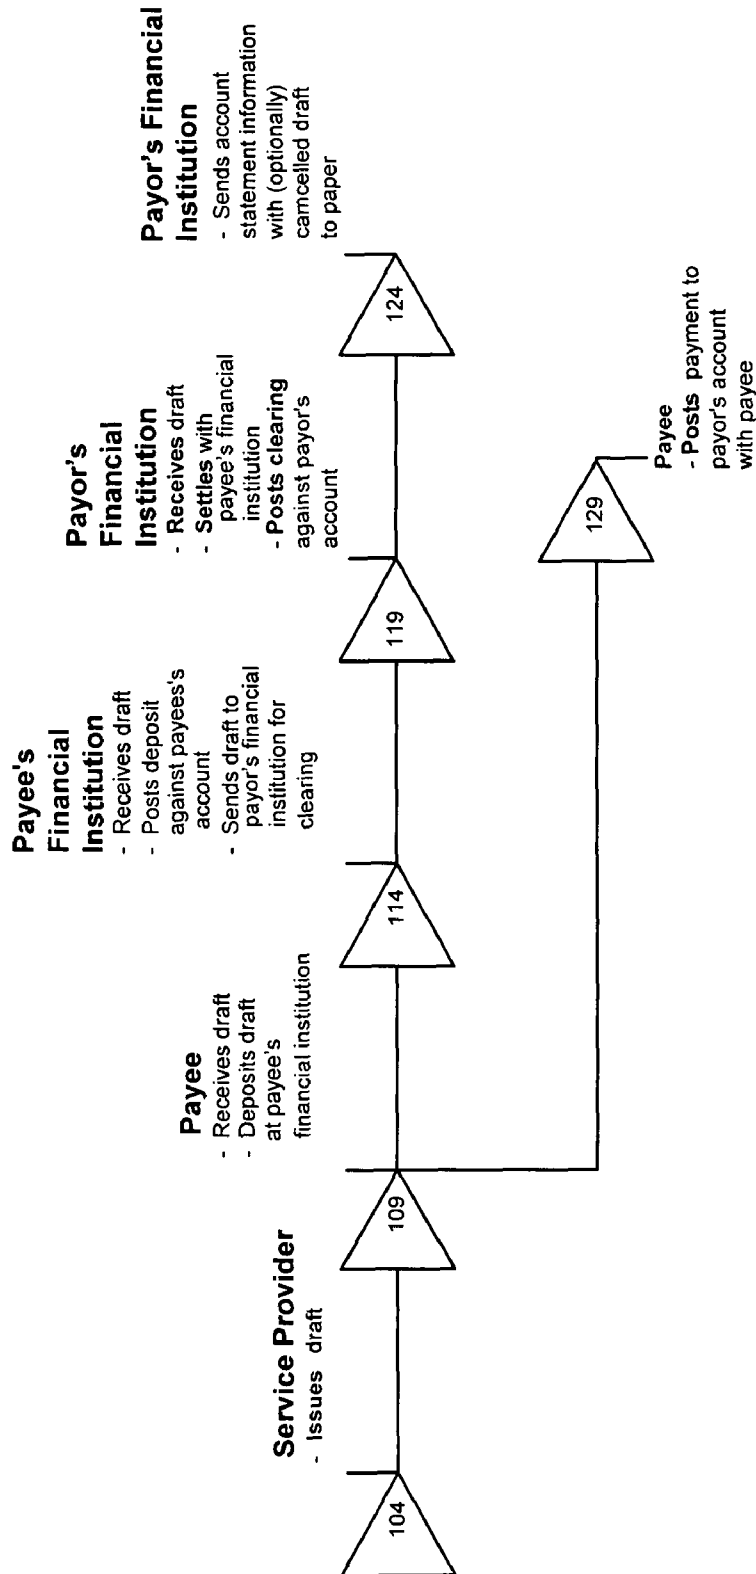 Service Provider
- Issues draft
Payee
- Receives draft
- Deposits draft
at payee's
financial institution
Payee's
Financial
Institution
- Receives draft
- Posts deposit
against payees's
account
- Sends draft to
payor's financial
institution for
clearing
Payor's
Financial
Institution
- Receives draft
- Settles with
payee's financial
institution
- Posts clearing
against payor's
account
Payor's Financial
Institution
- Sends account
statement information
with (optionally)
camcelled draft
to paper
104
109
114
119
124
129
Payee
- Posts payment to
payor's account
with payee